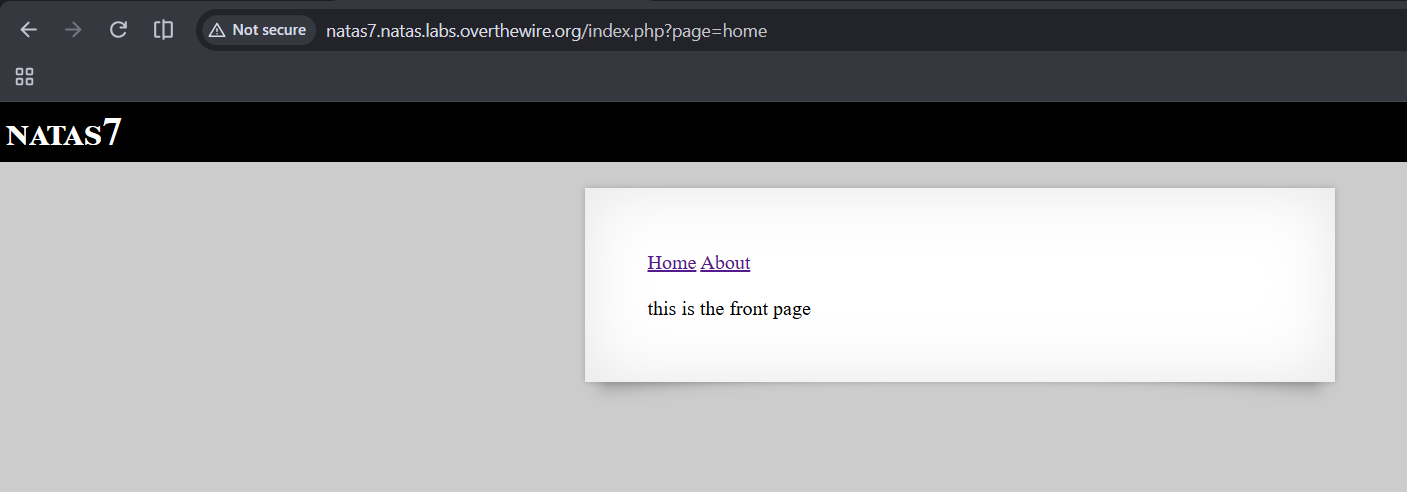 Not secure natas7.natas.labs.overthewire.org/index.php?page=home
NATAS7
Home About
this is the front page